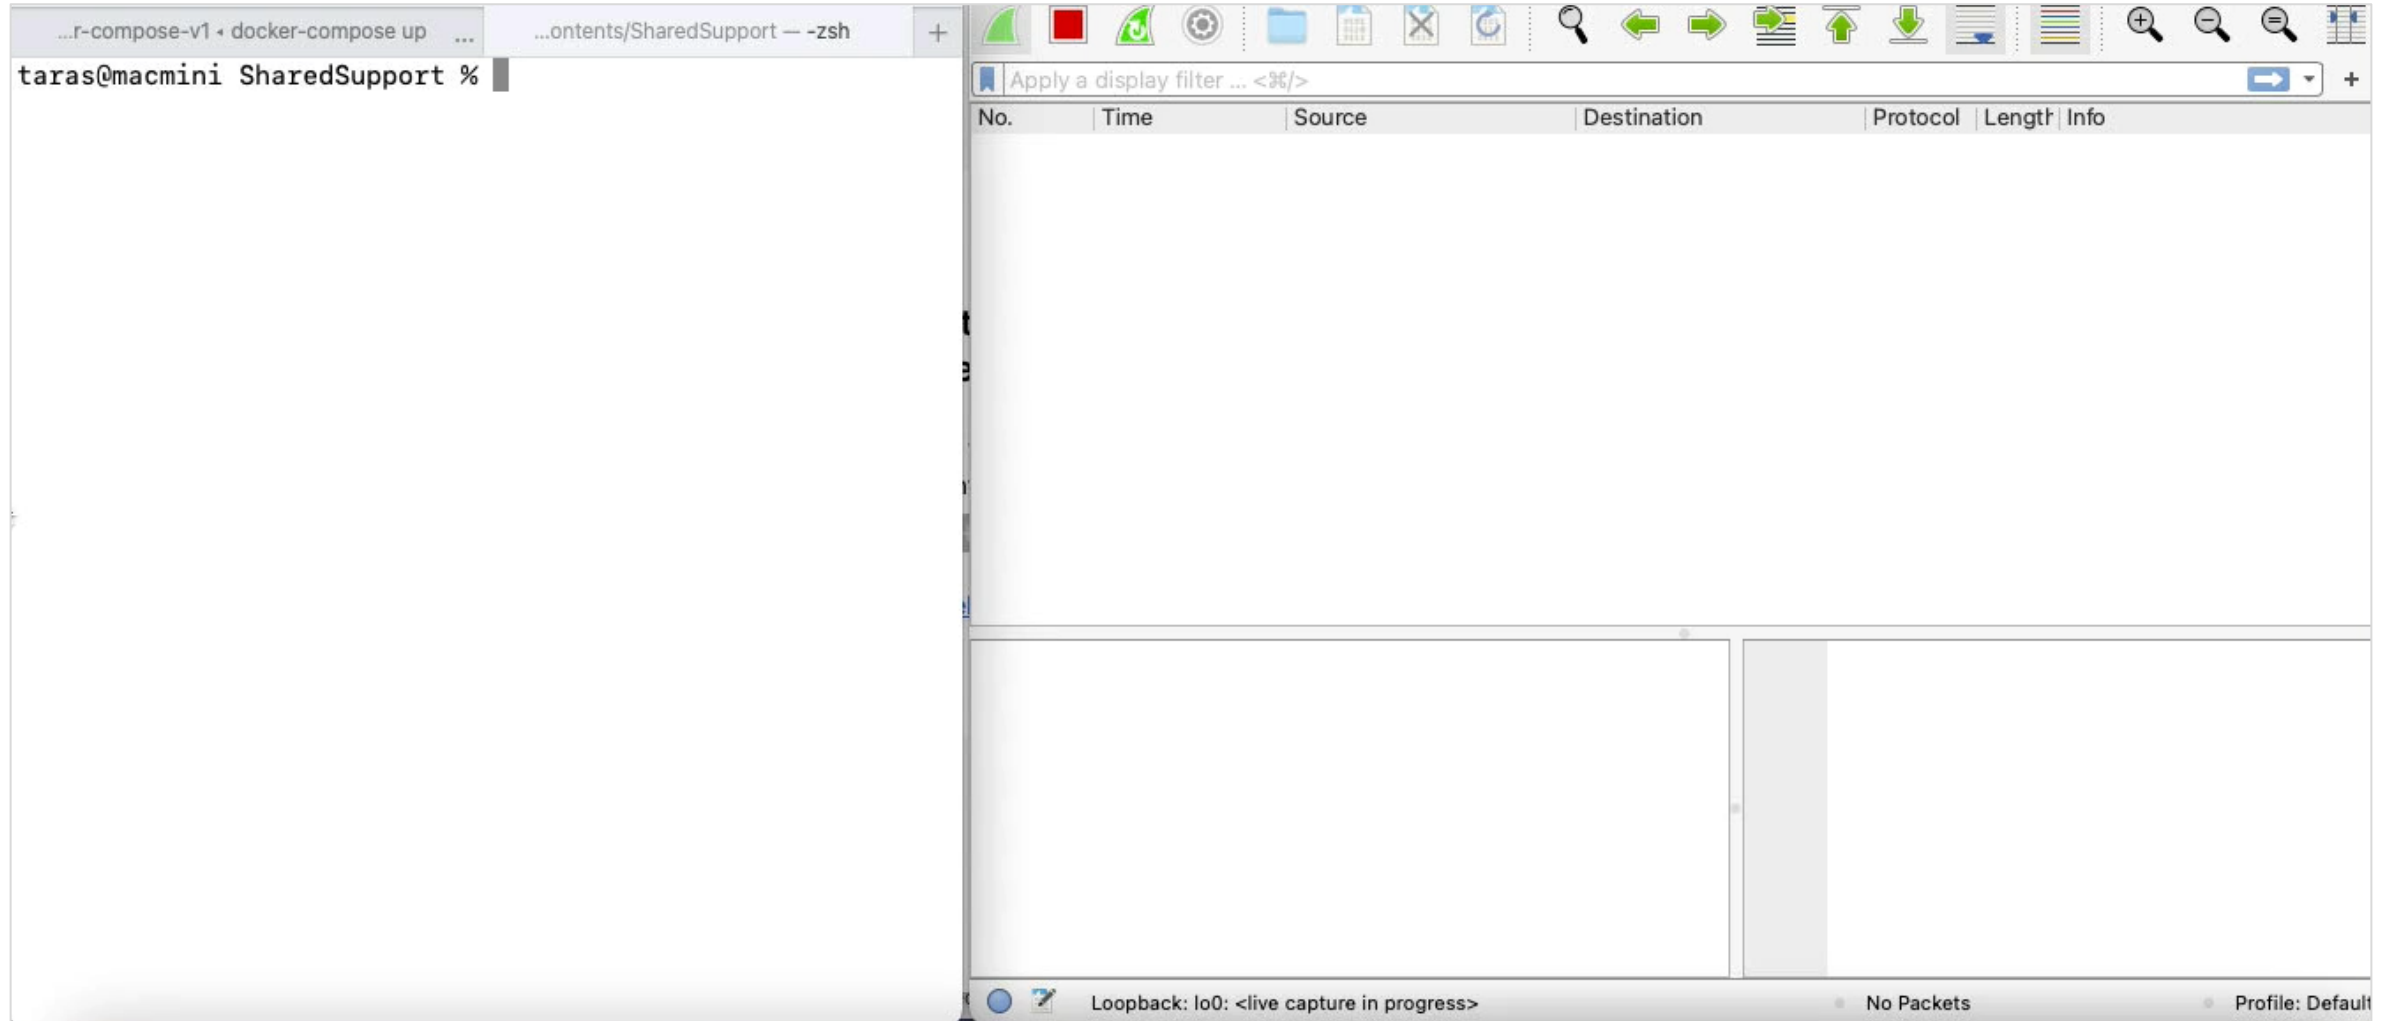 ...r-compose-v1 ◂ docker-compose up ...
...ontents/SharedSupport — -zsh
+
taras@macmini SharedSupport %
Apply a display filter ... <⌘/>
+
No. Time Source Destination Protocol Length Info
Loopback: lo0: <live capture in progress>
No Packets
Profile: Default